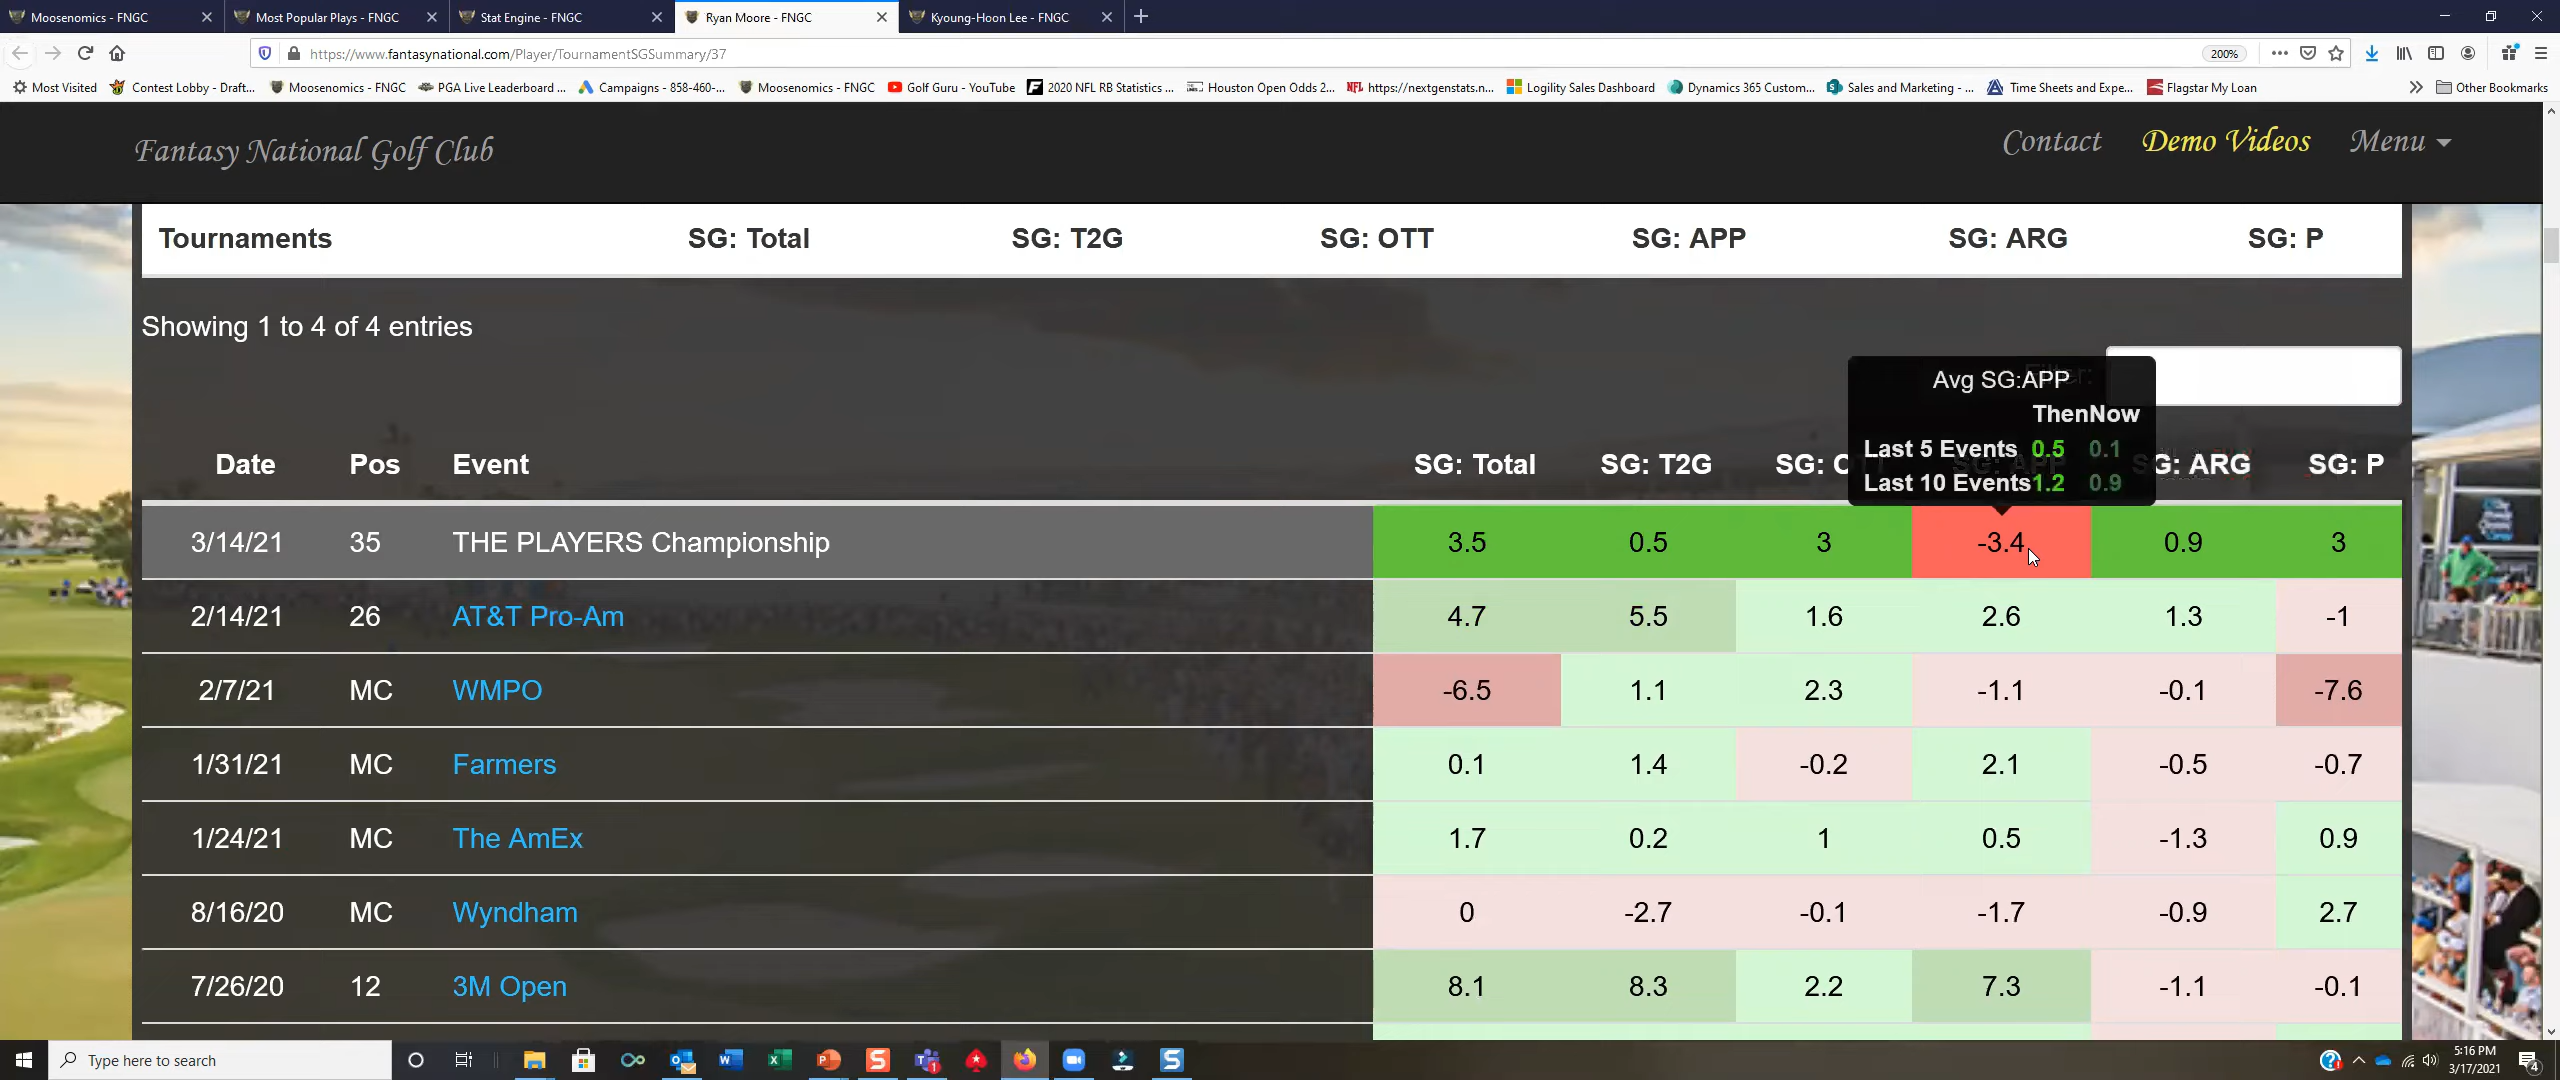 Moosenomics - FNGC
Most Popular Plays - FNGC
Stat Engine - FNGC
Ryan Moore - FNGC
Kyoung-Hoon Lee - FNGC
https://www.fantasynational.com/Player/TournamentSGSummary/37
200%
Most Visited
Contest Lobby - Draft...
Moosenomics - FNGC
PGA Live Leaderboard ...
Campaigns - 858-460-...
Moosenomics - FNGC
Golf Guru - YouTube
2020 NFL RB Statistics ...
Houston Open Odds 2...
https://nextgenstats.n...
Logility Sales Dashboard
Dynamics 365 Custom...
Sales and Marketing - ...
Time Sheets and Expe...
Flagstar My Loan
Other Bookmarks
Fantasy National Golf Club
Contact
Demo Videos
Menu
Tournaments SG: Total SG: T2G SG: OTT SG: APP SG: ARG SG: P
Showing 1 to 4 of 4 entries
Filter:
Avg SG:APP
ThenNow
Last 5 Events 0.5 0.1
Last 10 Events 1.2 0.9
Date Pos Event SG: Total SG: T2G SG: OTT SG: APP SG: ARG SG: P
3/14/21 35 THE PLAYERS Championship 3.5 0.5 3 -3.4 0.9 3
2/14/21 26 AT&T Pro-Am 4.7 5.5 1.6 2.6 1.3 -1
2/7/21 MC WMPO -6.5 1.1 2.3 -1.1 -0.1 -7.6
1/31/21 MC Farmers 0.1 1.4 -0.2 2.1 -0.5 -0.7
1/24/21 MC The AmEx 1.7 0.2 1 0.5 -1.3 0.9
8/16/20 MC Wyndham 0 -2.7 -0.1 -1.7 -0.9 2.7
7/26/20 12 3M Open 8.1 8.3 2.2 7.3 -1.1 -0.1
Type here to search
5:16 PM
3/17/2021
4